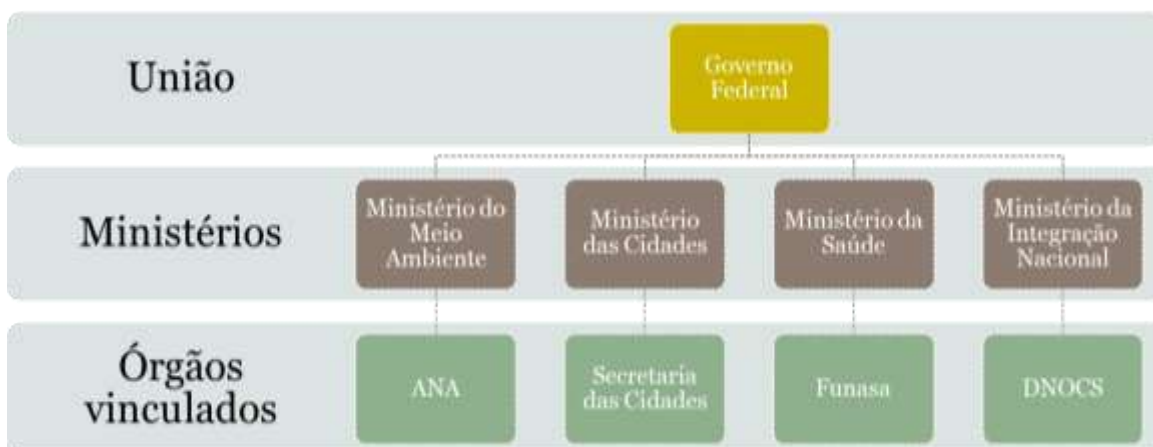 União
Governo
Federal
Ministérios
Ministério do
Meio
Ambiente
Ministério
das Cidades
Ministério da
Saúde
Ministério da
Integração
Nacional
Órgãos
vinculados
ANA
Secretaria
das Cidades
Funasa
DNOCS